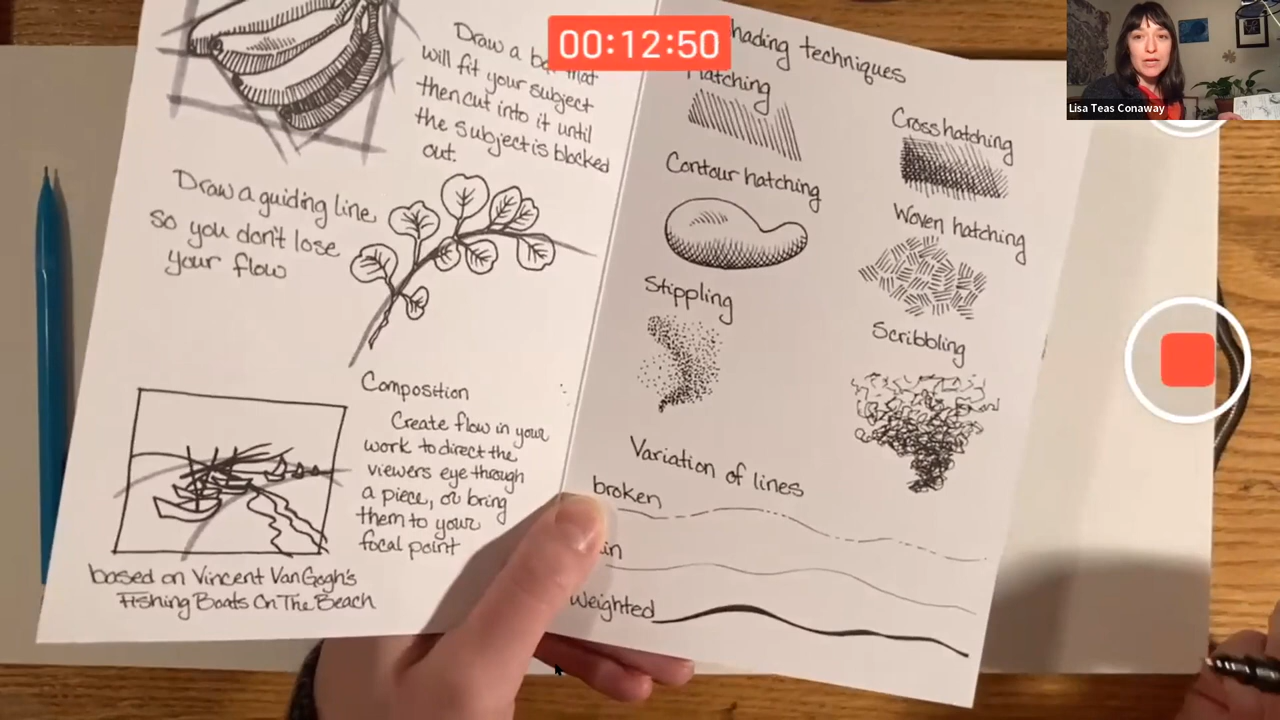 00:12:50
Lisa Teas Conaway
Draw a that
will fit your subject
then cut into it until
the subject is blocked
out.
Draw a guiding line
so you don't lose
your flow
Composition
Create flow in your
work to direct the
viewers eye through
a piece, or bring
them to your
focal point
based on Vincent Van Gogh's
Fishing Boats On The Beach
hading techniques
Hatching
Crosshatching
Contour hatching
Woven hatching
Stippling
Scribbling
Variation of lines
broken
in
Weighted